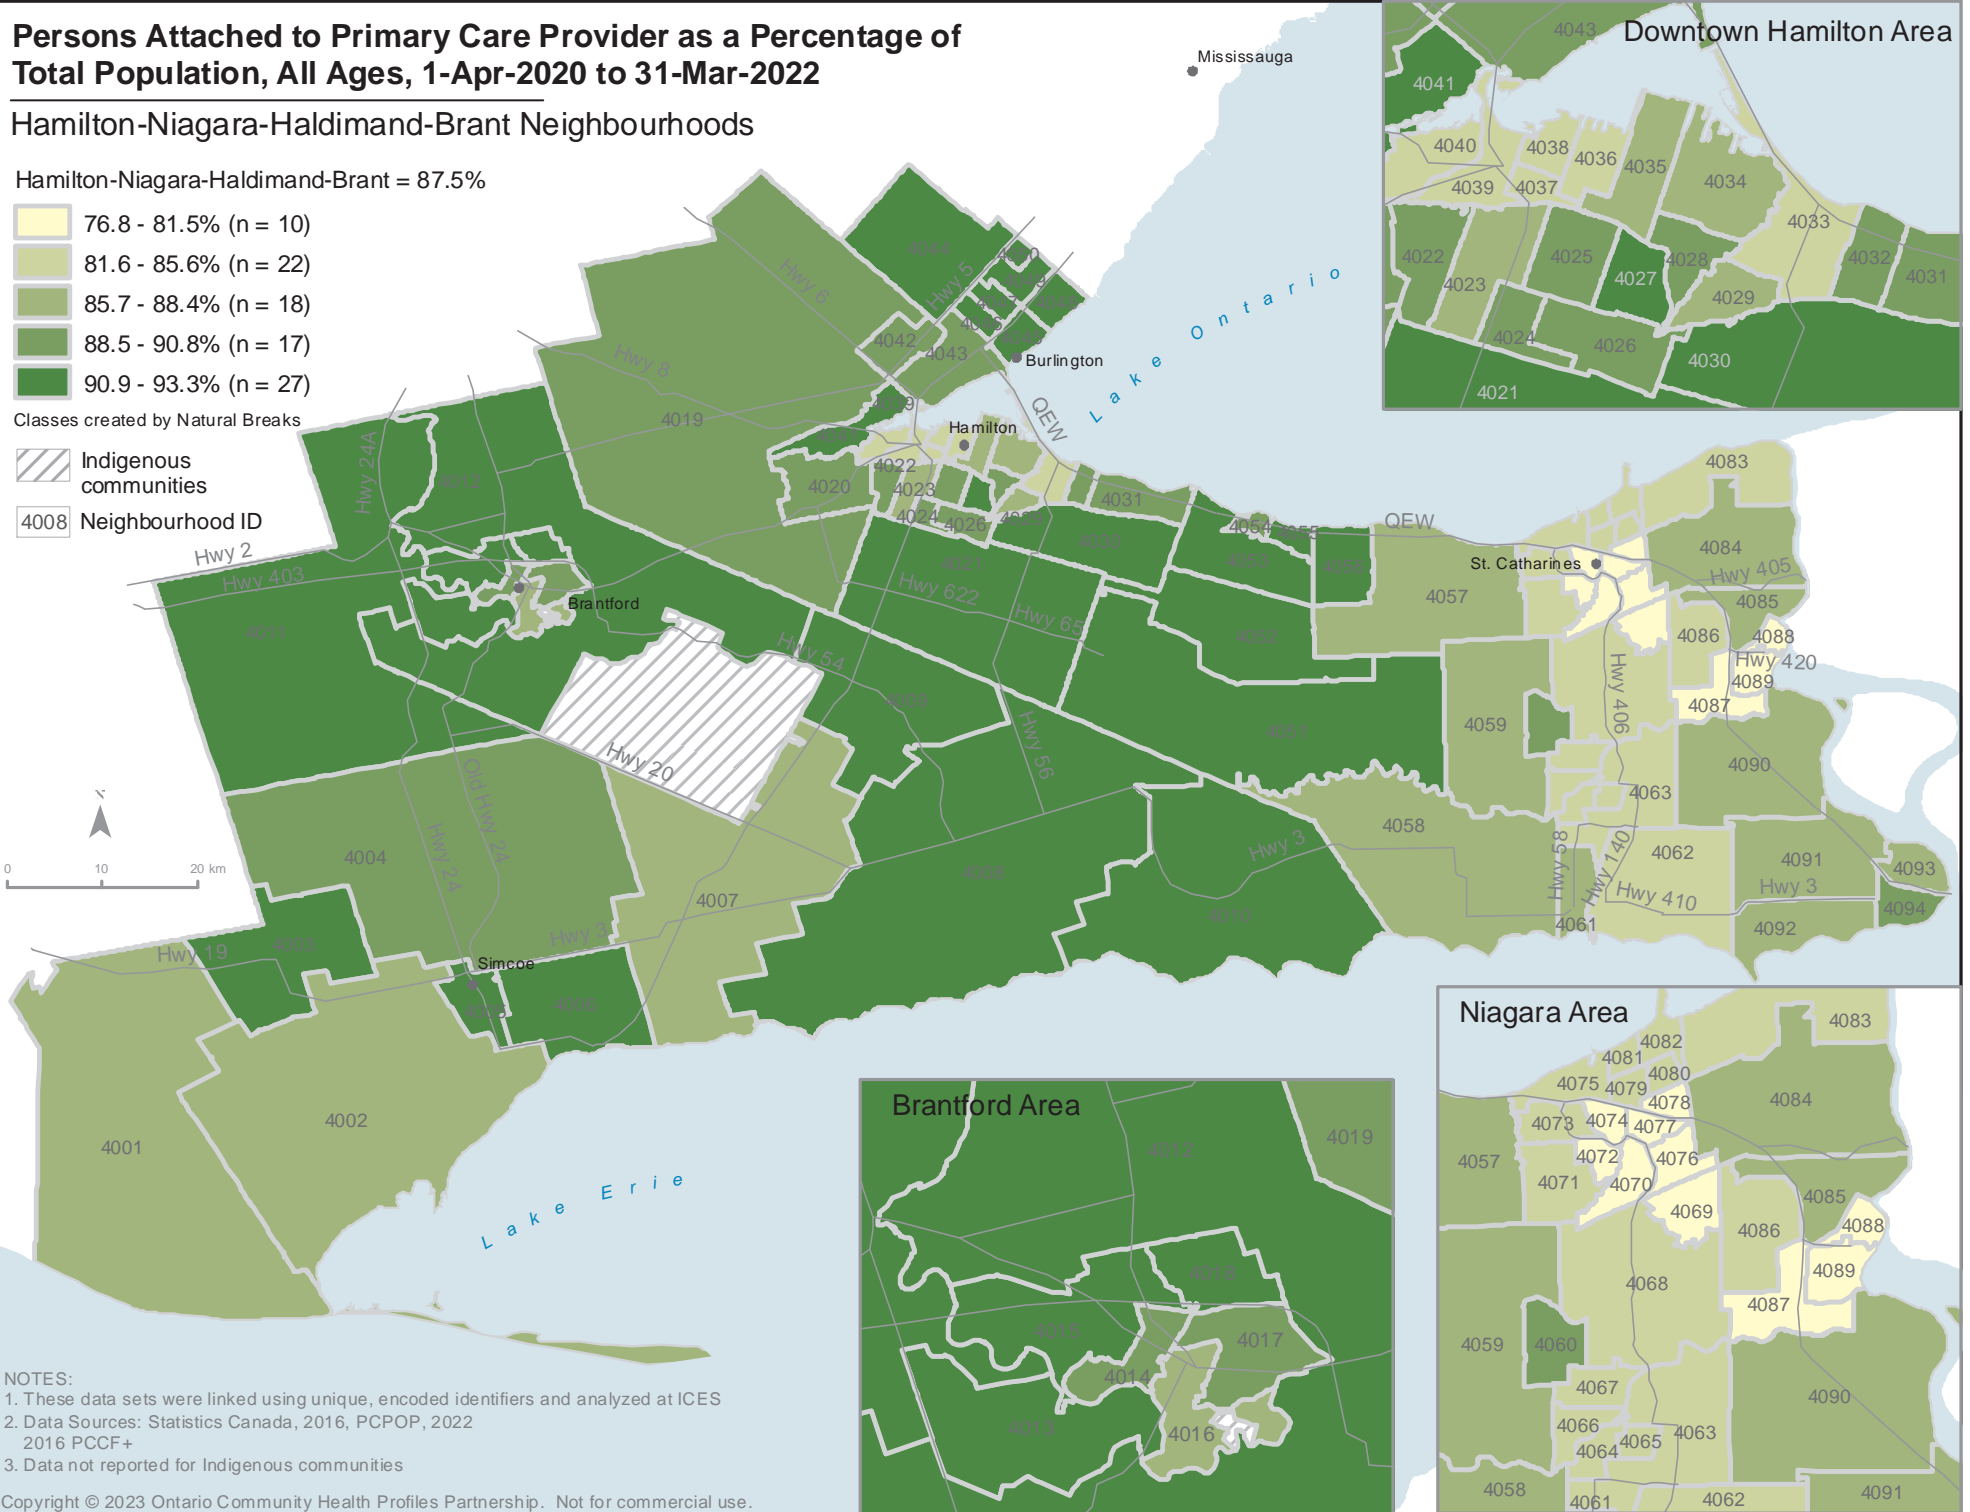 Persons Attached to Primary Care Provider as a Percentage of
Total Population, All Ages, 1-Apr-2020 to 31-Mar-2022
Hamilton-Niagara-Haldimand-Brant Neighbourhoods
Hamilton-Niagara-Haldimand-Brant = 87.5%
76.8 - 81.5% (n = 10)
81.6 - 85.6% (n = 22)
85.7 - 88.4% (n = 18)
88.5 - 90.8% (n = 17)
90.9 - 93.3% (n = 27)
Classes created by Natural Breaks
Indigenous
communities
4008 Neighbourhood ID
Mississauga
Burlington
Hamilton
St. Catharines
Brantford
Simcoe
Lake Ontario
Lake Erie
Hwy 2
Hwy 403
Hwy 24A
Hwy 8
Hwy 6
Hwy 5
QEW
QEW
Hwy 622
Hwy 65
Hwy 54
Hwy 56
Hwy 20
Old Hwy 24
Hwy 24
Hwy 3
Hwy 19
Hwy 3
Hwy 58
Hwy 140
Hwy 410
Hwy 3
Hwy 406
Hwy 405
Hwy 420
4042
4043
4019
4020
4022
4023
4024
4026
4031
4054
4057
4059
4058
4004
4007
4001
4002
4011
4083
4084
4085
4086
4088
4089
4087
4090
4063
4062
4061
4091
4092
4093
4094
N
0 10 20 km
Downtown Hamilton Area
4043
4041
4040
4038
4036
4035
4034
4039
4037
4033
4022
4023
4025
4027
4028
4029
4032
4031
4024
4026
4030
4021
Brantford Area
4012
4019
4017
4014
4016
Niagara Area
4083
4082
4081
4080
4075
4079
4078
4084
4073
4074
4077
4057
4072
4076
4071
4070
4085
4069
4086
4088
4068
4089
4087
4059
4060
4067
4090
4066
4065
4063
4064
4058
4061
4062
4091
NOTES:
1. These data sets were linked using unique, encoded identifiers and analyzed at ICES
2. Data Sources: Statistics Canada, 2016, PCPOP, 2022
2016 PCCF+
3. Data not reported for Indigenous communities
Copyright © 2023 Ontario Community Health Profiles Partnership. Not for commercial use.